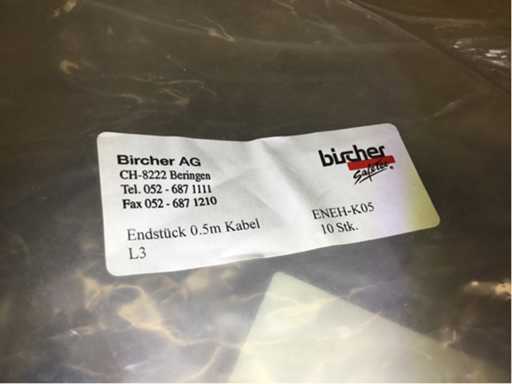 Bircher AG
CH-8222 Beringen
Tel. 052 - 687 1111
Fax 052 - 687 1210
Endstück 0.5m Kabel
L3
bircher
Safetec®
ENEH-K05
10 Stk.